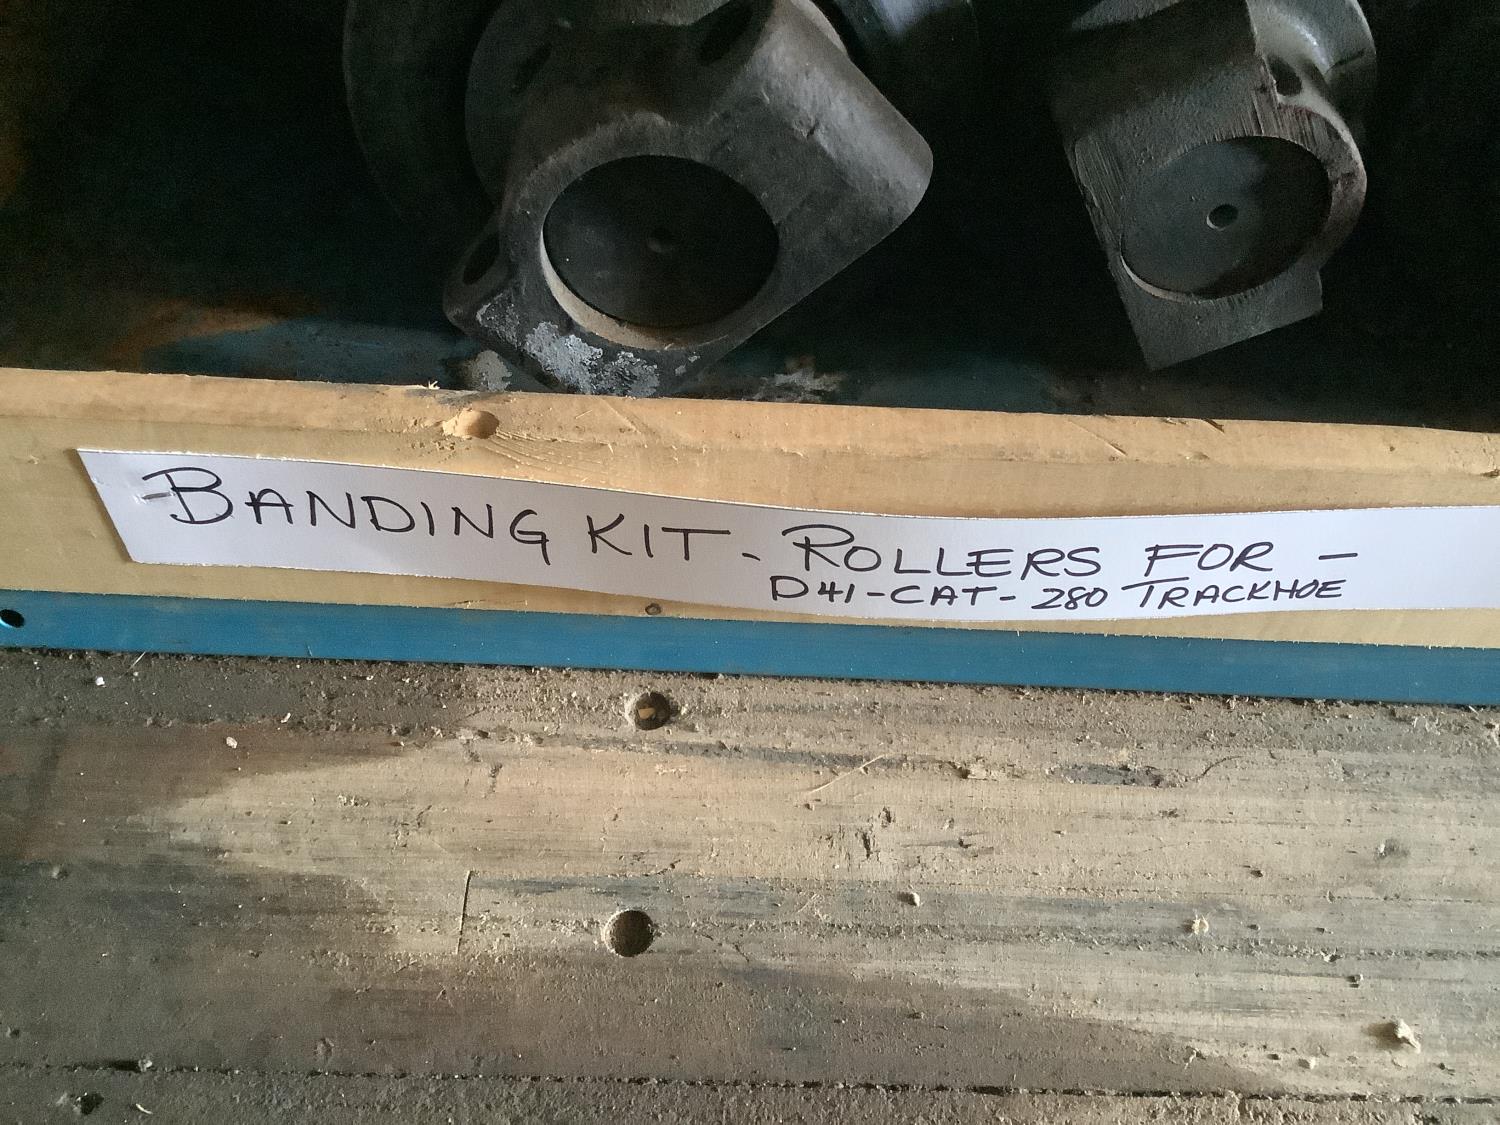 BANDING KIT - ROLLERS FOR -
D41-CAT- 280 TRACKHOE